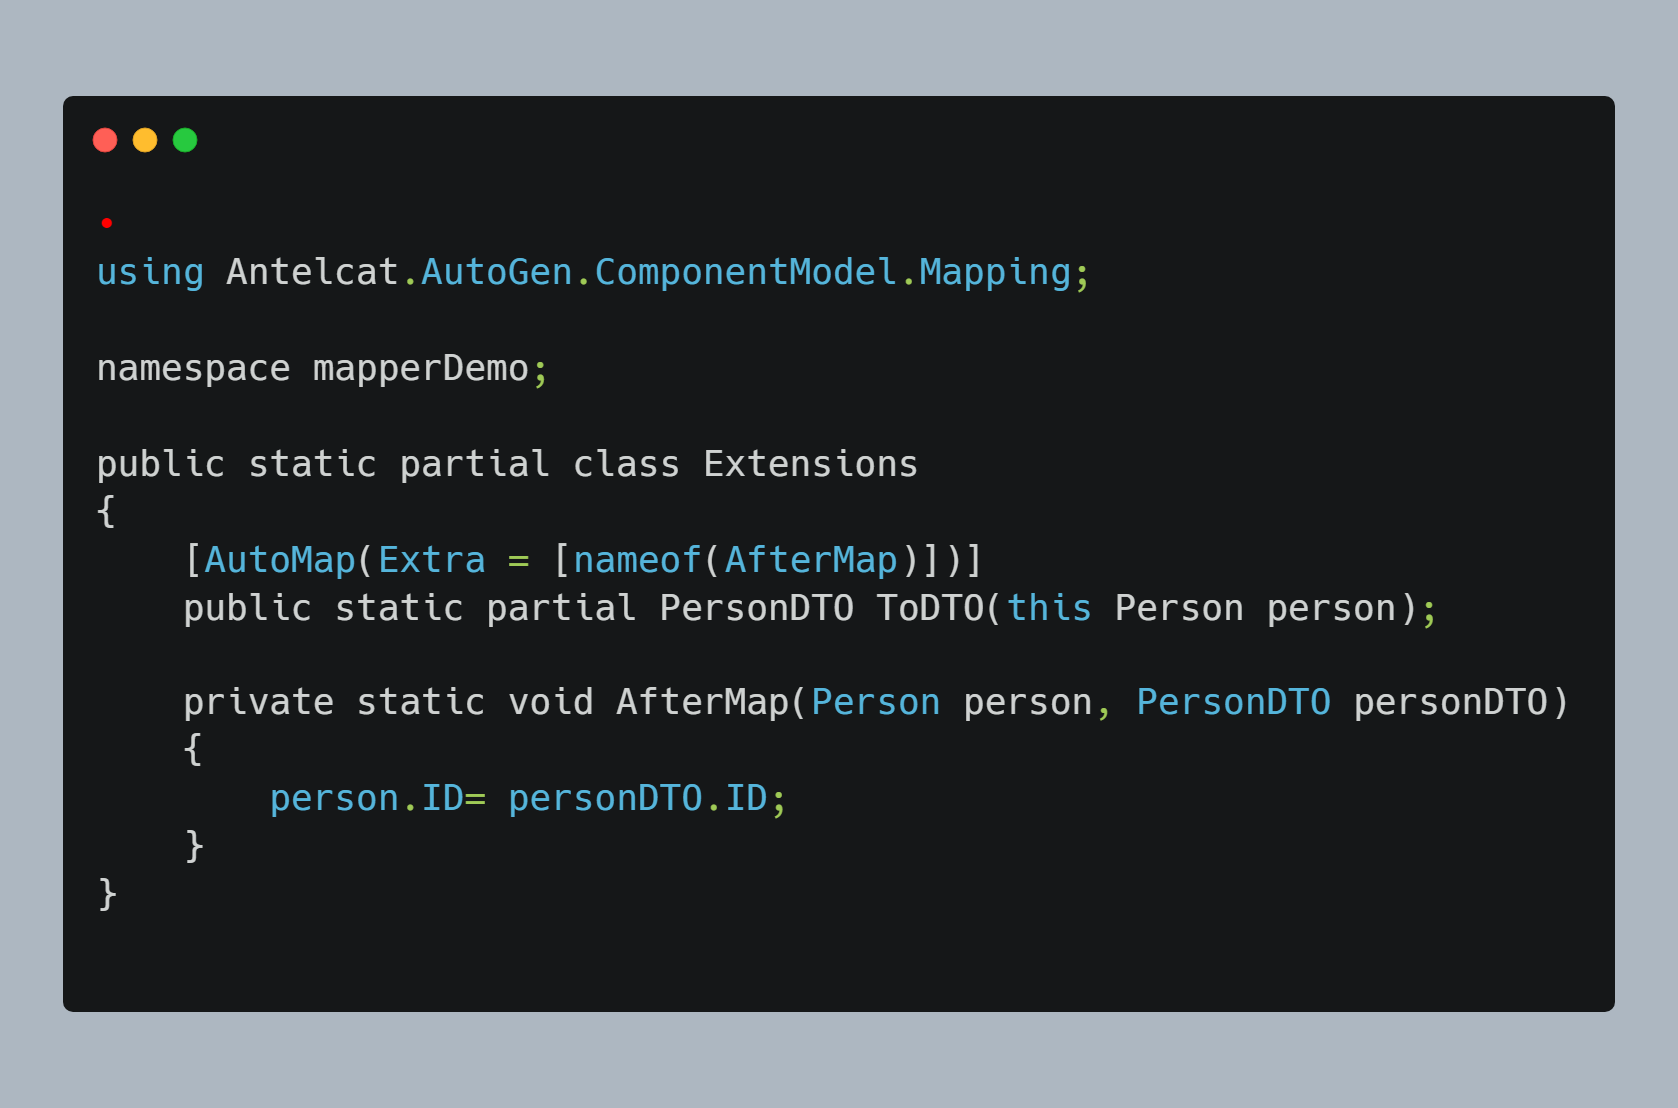 using Antelcat.AutoGen.ComponentModel.Mapping;
namespace mapperDemo;
public static partial class Extensions
{
    [AutoMap(Extra = [nameof(AfterMap)])]
    public static partial PersonDTO ToDTO(this Person person);
    private static void AfterMap(Person person, PersonDTO personDTO)
    {
        person.ID= personDTO.ID;
    }
}